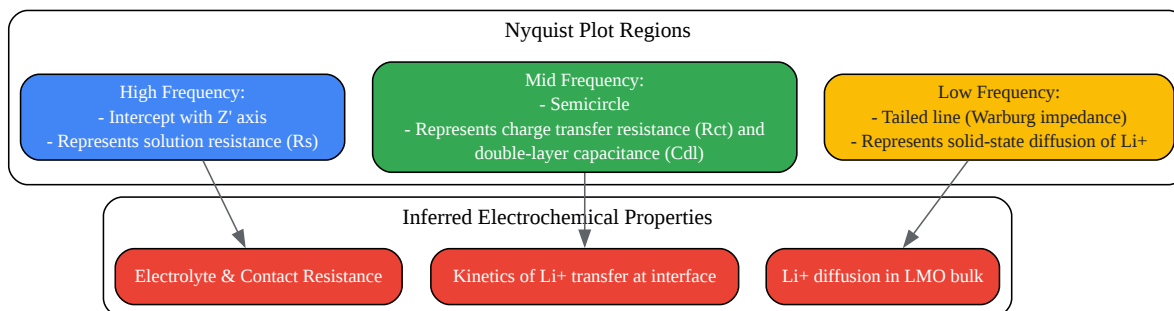 Nyquist Plot Regions
High Frequency:
- Intercept with Z' axis
- Represents solution resistance (Rs)
Mid Frequency:
- Semicircle
- Represents charge transfer resistance (Rct) and
double-layer capacitance (Cdl)
Low Frequency:
- Tailed line (Warburg impedance)
- Represents solid-state diffusion of Li+
Inferred Electrochemical Properties
Electrolyte & Contact Resistance
Kinetics of Li+ transfer at interface
Li+ diffusion in LMO bulk